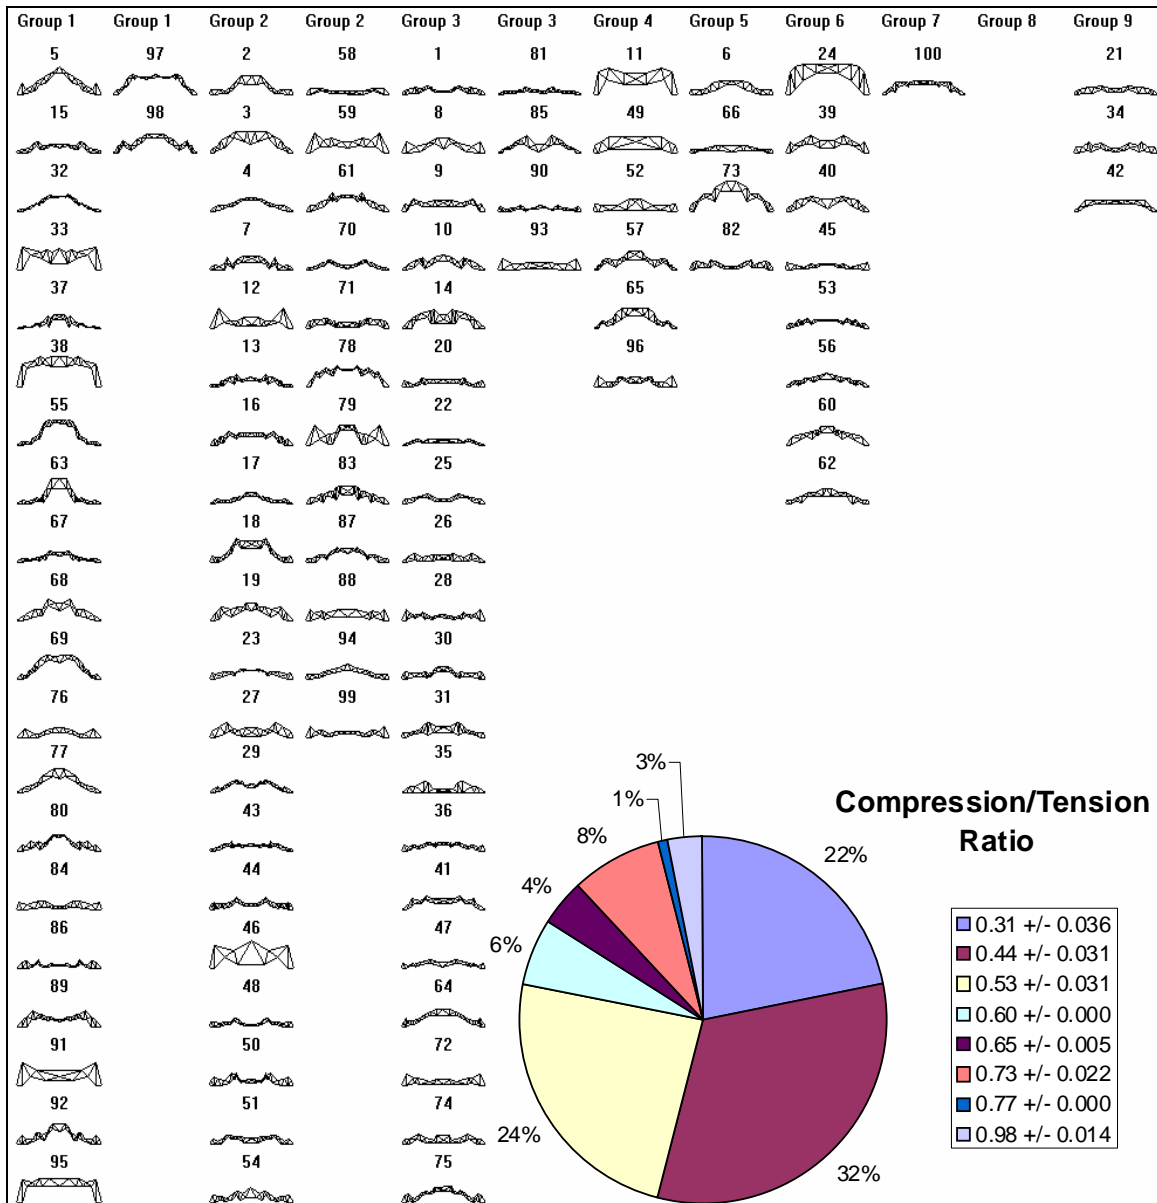 Group 1 Group 1 Group 2 Group 2 Group 3 Group 3 Group 4 Group 5 Group 6 Group 7 Group 8 Group 9
5 97 2 58 1 81 11 6 24 100 21
15 98 3 59 8 85 49 66 39 34
32 4 61 9 90 52 73 40 42
33 7 70 10 93 57 82 45
37 12 71 14 65 53
38 13 78 20 96 56
55 16 79 22 60
63 17 83 25 62
67 18 87 26
68 19 88 28
69 23 94 30
76 27 99 31
77 29 35
80 43 36
84 44 41
86 46 47
89 48 64
91 50 72
92 51 74
95 54 75
Compression/Tension
Ratio
3%
1%
8%
22%
4%
6%
24%
32%
0.31 +/- 0.036
0.44 +/- 0.031
0.53 +/- 0.031
0.60 +/- 0.000
0.65 +/- 0.005
0.73 +/- 0.022
0.77 +/- 0.000
0.98 +/- 0.014